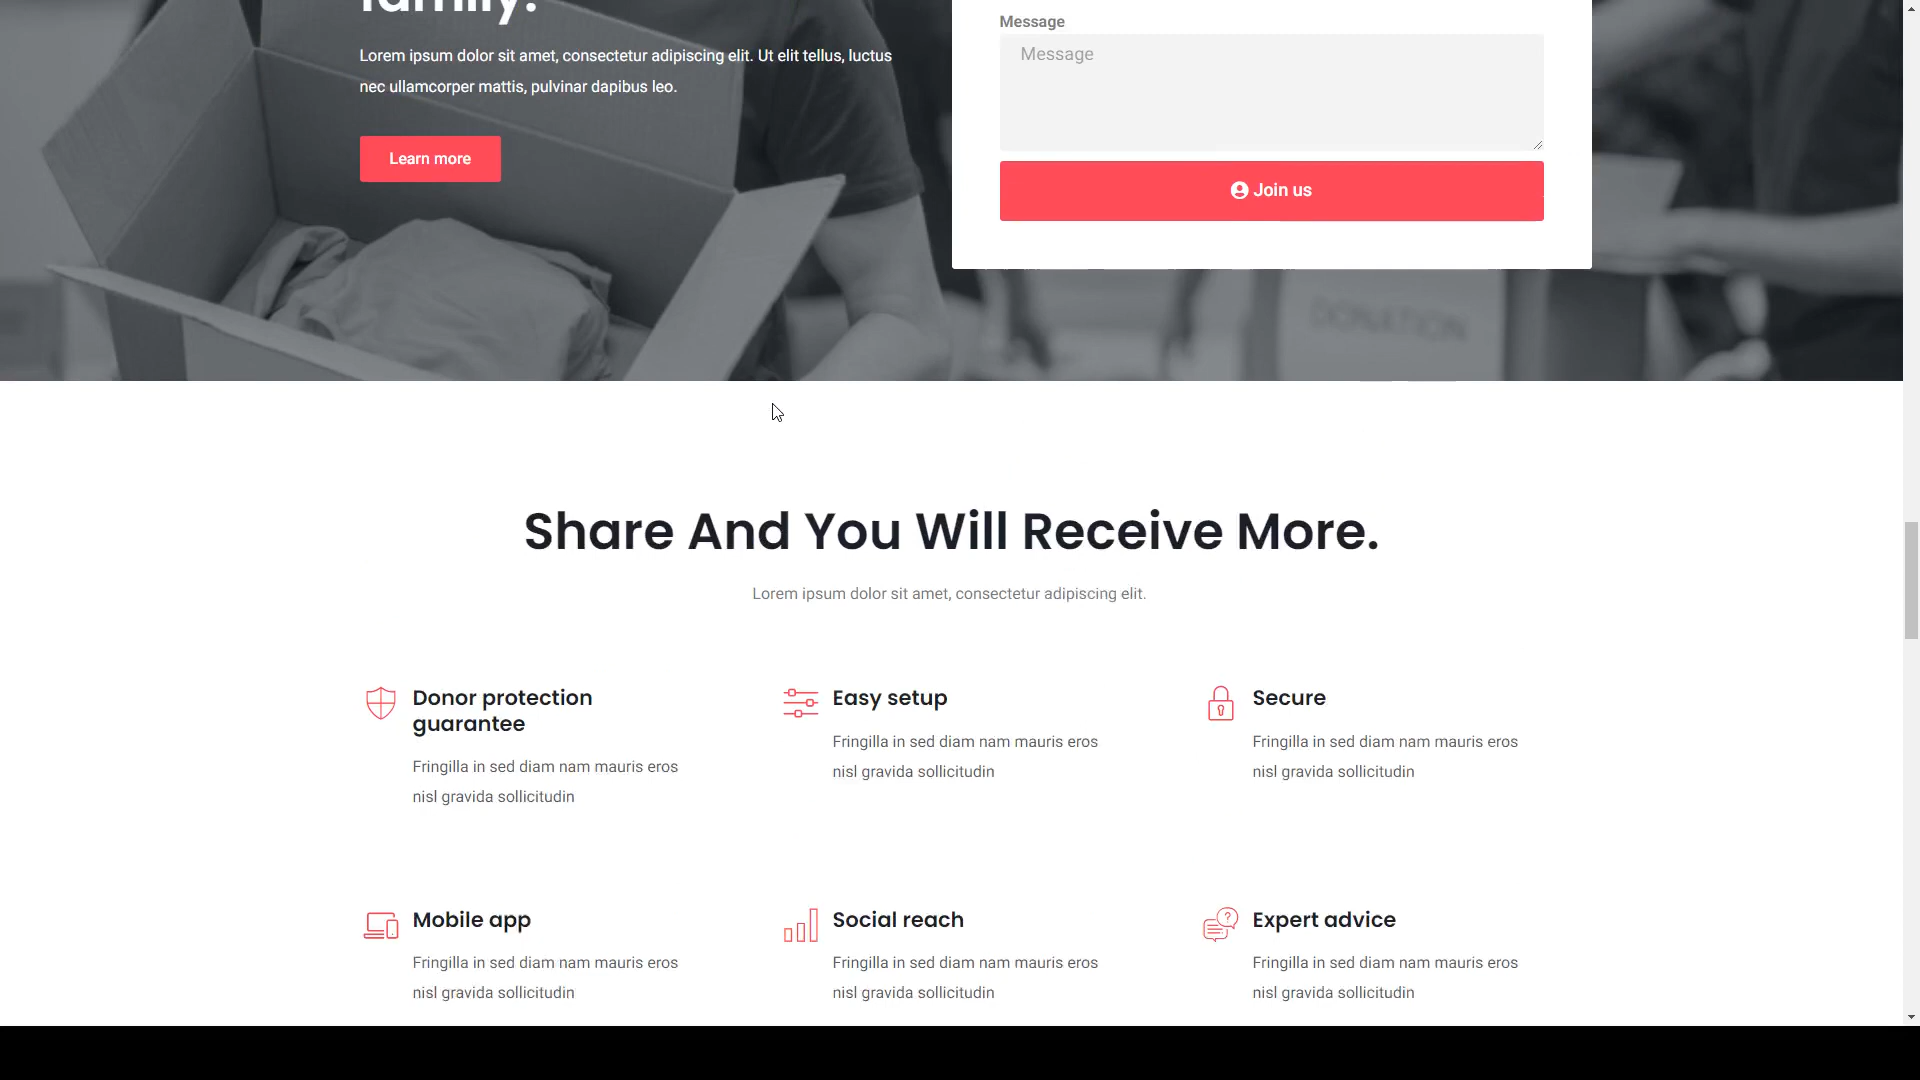 family!
Lorem ipsum dolor sit amet, consectetur adipiscing elit. Ut elit tellus, luctus
nec ullamcorper mattis, pulvinar dapibus leo.
Learn more
Message
Message
Join us
DONATION
Share And You Will Receive More.
Lorem ipsum dolor sit amet, consectetur adipiscing elit.
Donor protection
guarantee
Fringilla in sed diam nam mauris eros
nisl gravida sollicitudin
Easy setup
Fringilla in sed diam nam mauris eros
nisl gravida sollicitudin
Secure
Fringilla in sed diam nam mauris eros
nisl gravida sollicitudin
Mobile app
Fringilla in sed diam nam mauris eros
nisl gravida sollicitudin
Social reach
Fringilla in sed diam nam mauris eros
nisl gravida sollicitudin
Expert advice
Fringilla in sed diam nam mauris eros
nisl gravida sollicitudin